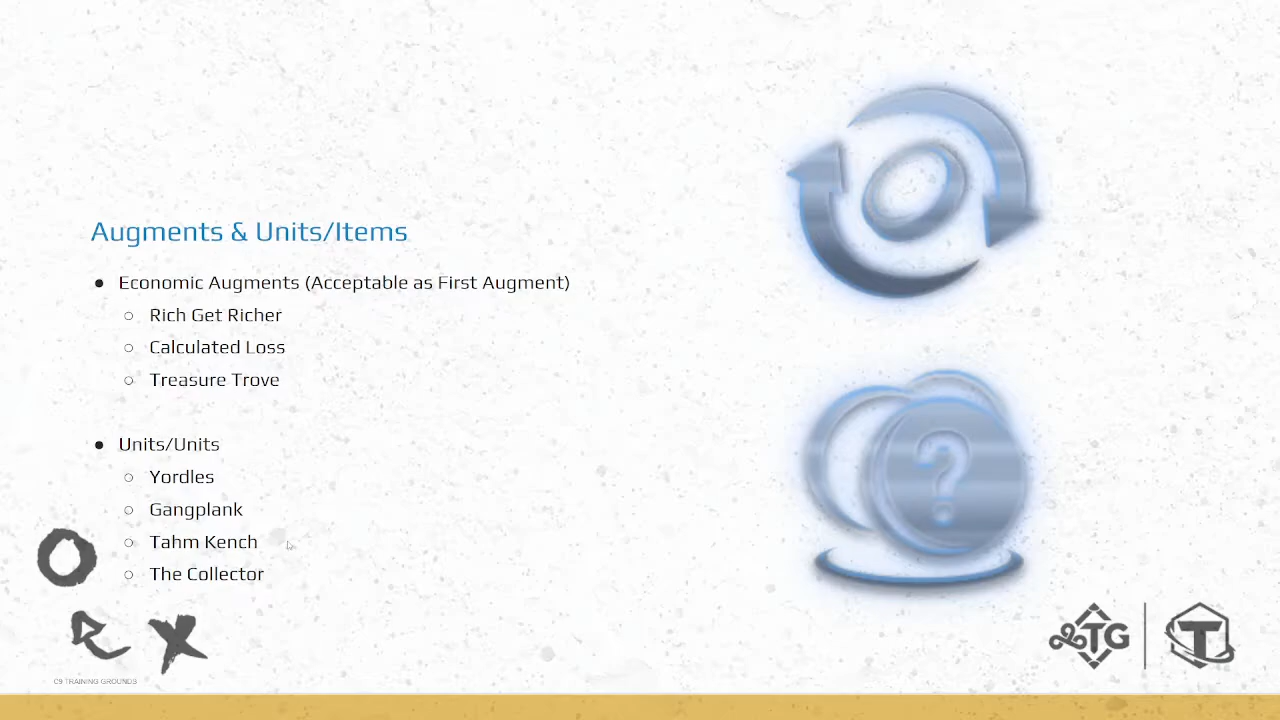 Augments & Units/Items
● Economic Augments (Acceptable as First Augment)
○ Rich Get Richer
○ Calculated Loss
○ Treasure Trove
● Units/Units
○ Yordles
○ Gangplank
○ Tahm Kench
○ The Collector
C9 TRAINING GROUNDS
TG
T